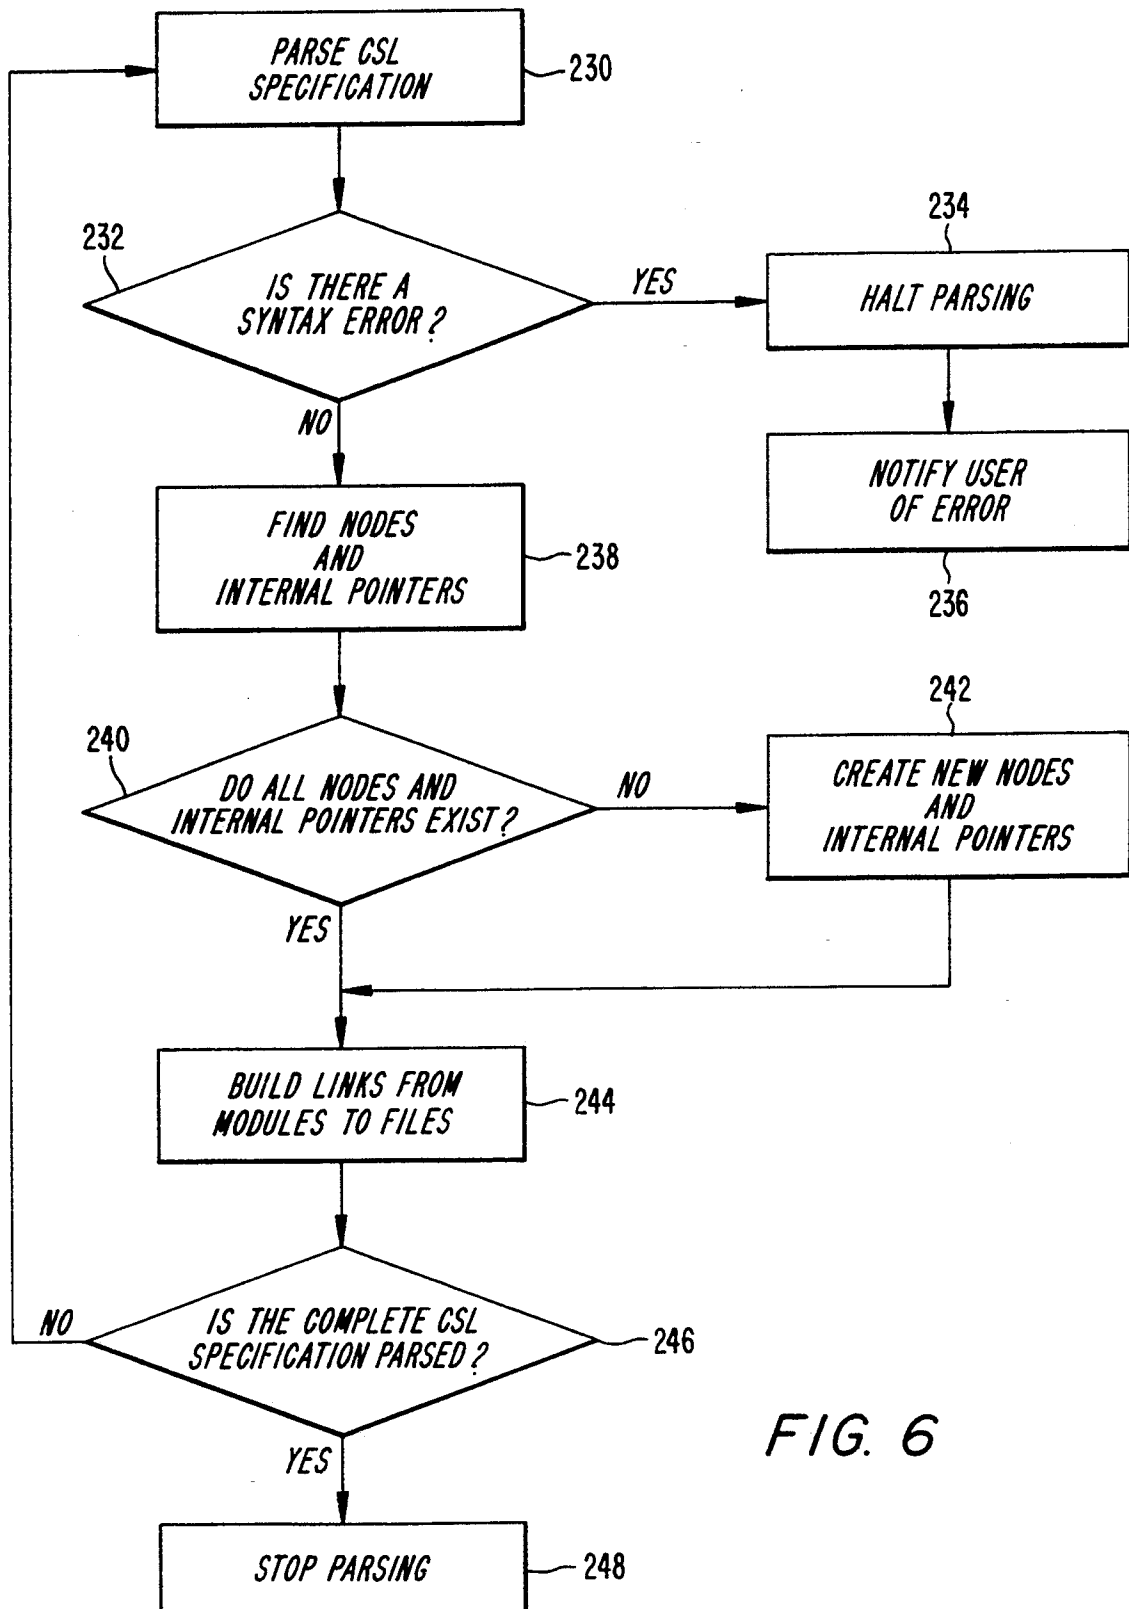 PARSE CSL
SPECIFICATION
230
232
IS THERE A
SYNTAX ERROR?
YES
234
HALT PARSING
NO
NOTIFY USER
OF ERROR
236
FIND NODES
AND
INTERNAL POINTERS
238
240
DO ALL NODES AND
INTERNAL POINTERS EXIST?
NO
242
CREATE NEW NODES
AND
INTERNAL POINTERS
YES
BUILD LINKS FROM
MODULES TO FILES
244
NO
IS THE COMPLETE CSL
SPECIFICATION PARSED?
246
YES
FIG. 6
STOP PARSING
248